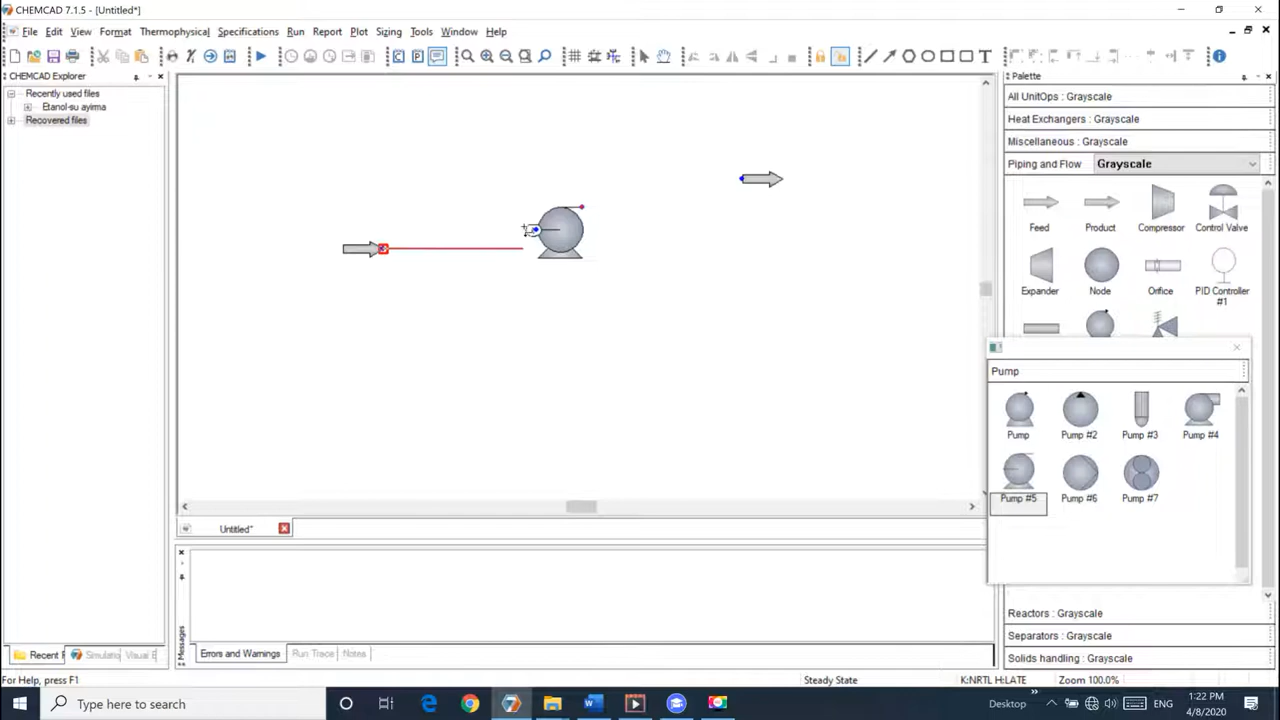 CHEMCAD 7.1.5 - [Untitled*]
File Edit View Format Thermophysical Specifications Run Report Plot Sizing Tools Window Help
CHEMCAD Explorer
Recently used files
Etanol-su ayima
Recovered files
Palette
All UnitOps : Grayscale
Heat Exchangers : Grayscale
Miscellaneous : Grayscale
Piping and Flow Grayscale
Feed Product Compressor Control Valve
Expander Node Orifice PID Controller #1
Pump
Pump Pump #2 Pump #3 Pump #4
Pump #5 Pump #6 Pump #7
Untitled*
Messages
Reactors : Grayscale
Separators : Grayscale
Solids handling : Grayscale
Recent F Simulatio Visual E
Errors and Warnings Run Trace Notes
For Help, press F1
Steady State
K:NRTL H:LATE
Zoom 100.0%
Type here to search
Desktop
ENG
1:22 PM
4/8/2020